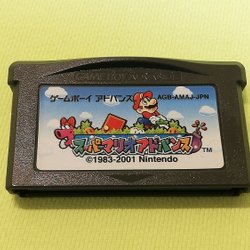 GAME BOY ADVANCE
ゲームボーイ アドバンス
AGB-AMAJ-JPN
スーパーマリオアドバンス
TM
©1983-2001 Nintendo